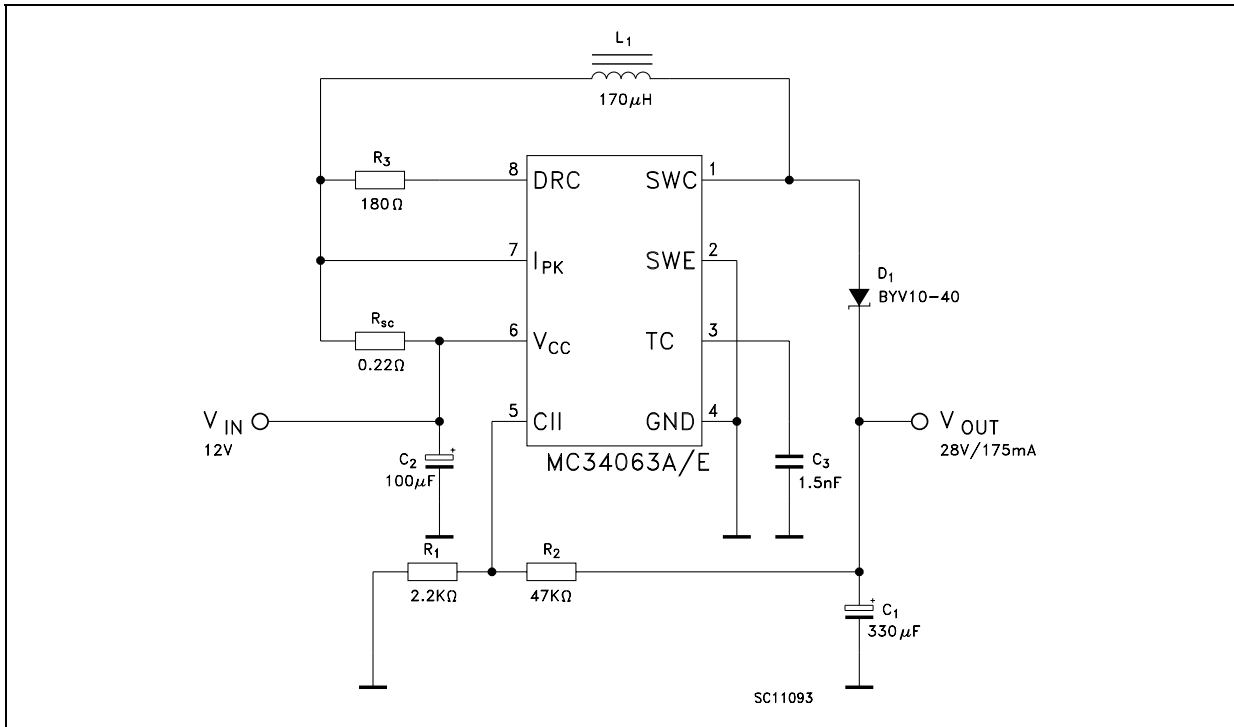 L1
170μH
R3
180Ω
8
DRC
SWC
1
7
IPK
SWE
2
D1
BYV10-40
Rsc
0.22Ω
6
VCC
TC
3
VIN
12V
5
CII
GND
4
VOUT
28V/175mA
C2
+
100μF
MC34063A/E
C3
1.5nF
R1
2.2KΩ
R2
47KΩ
+
C1
330μF
SC11093